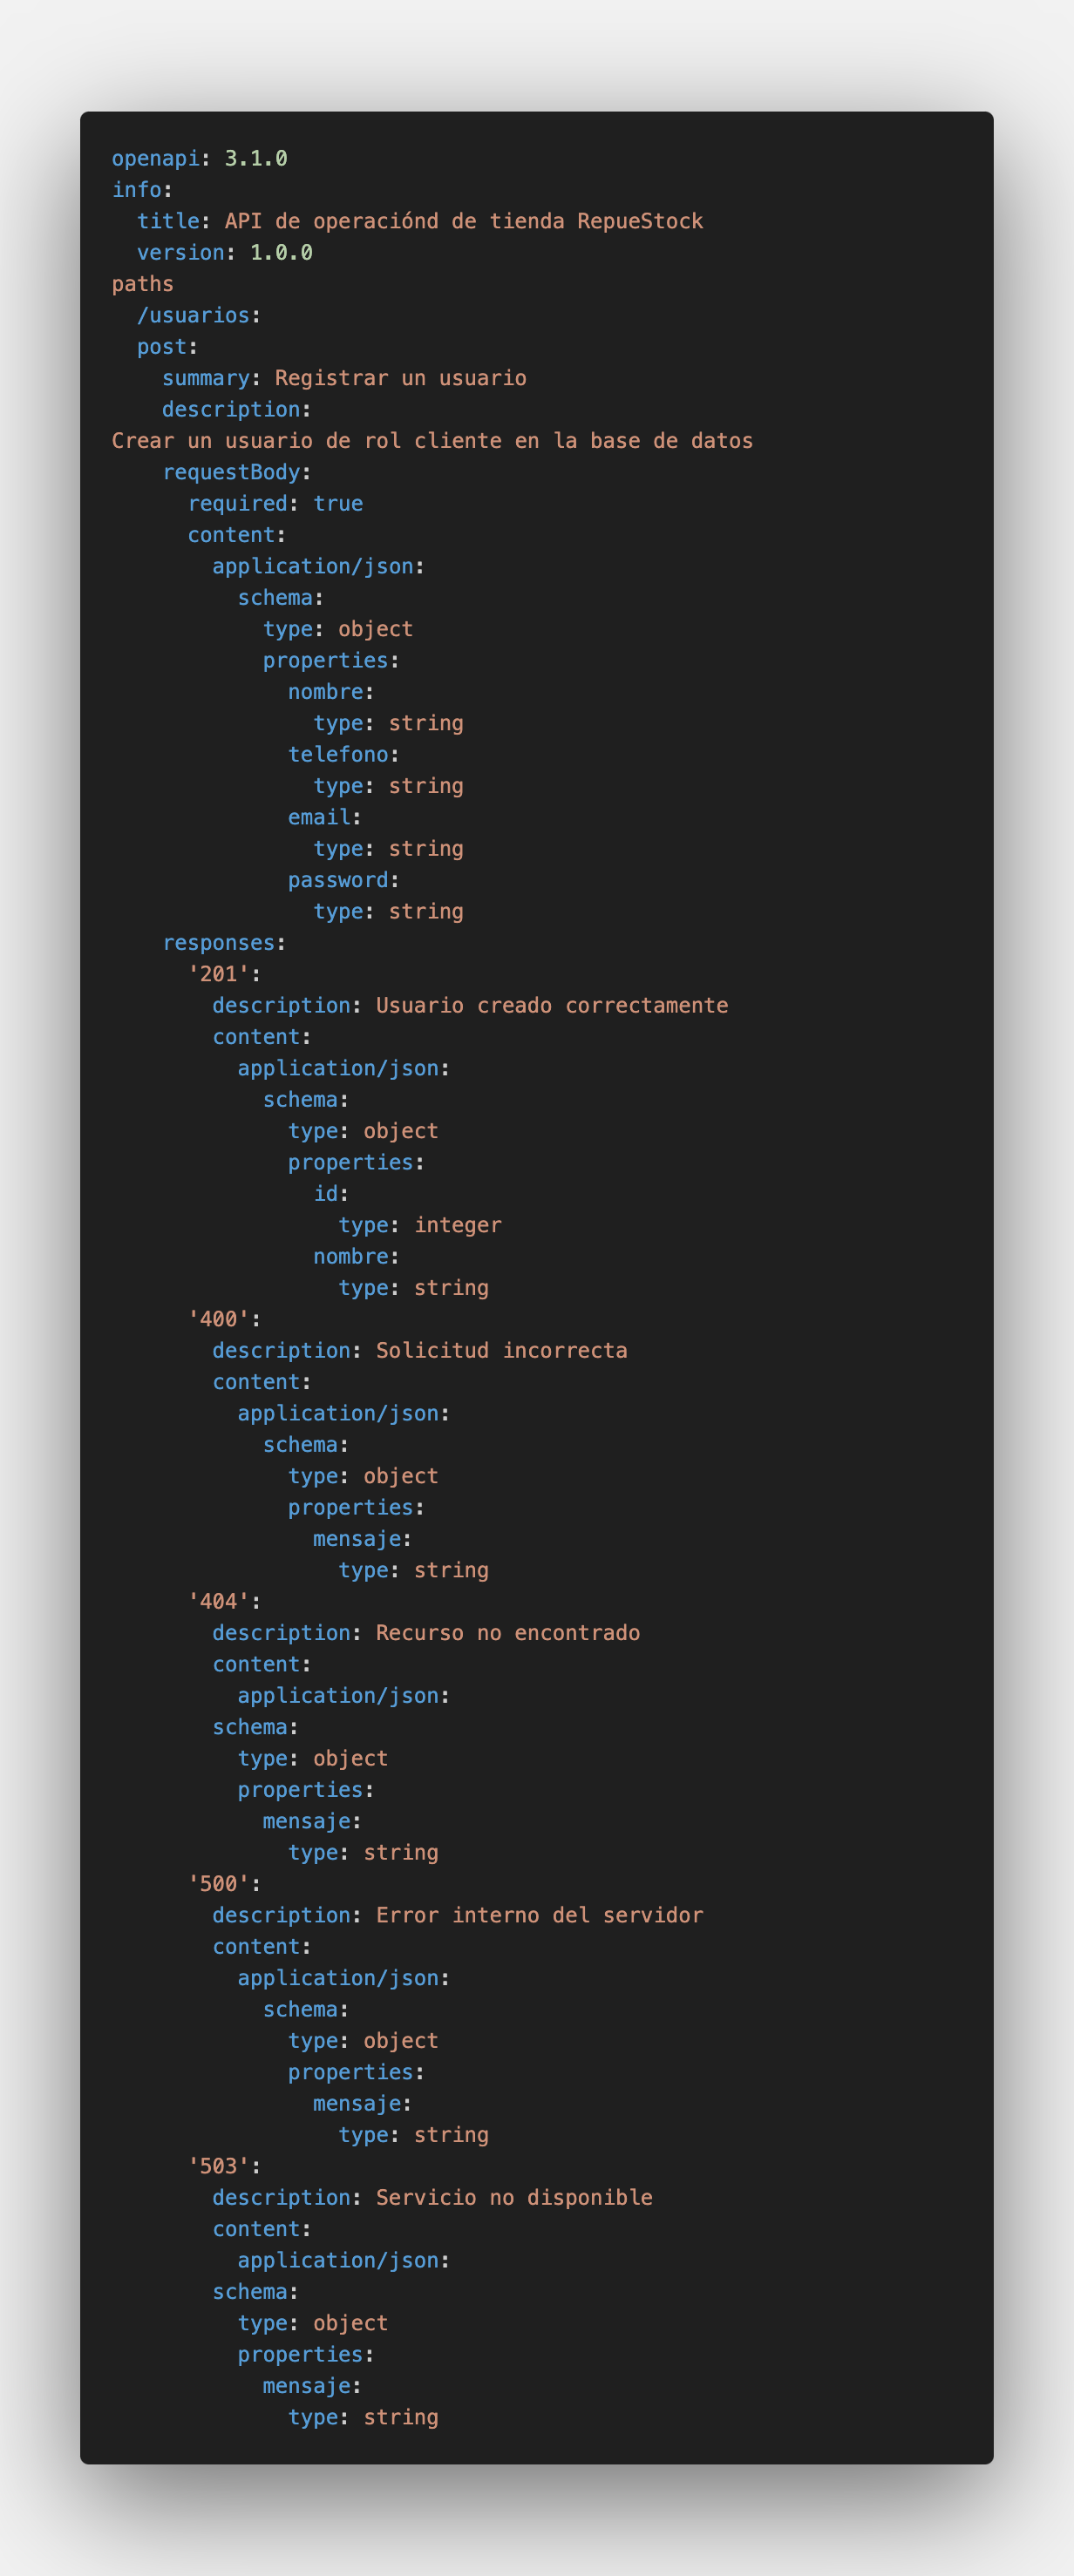 openapi: 3.1.0
info:
  title: API de operaciónd de tienda RepueStock
  version: 1.0.0
paths
  /usuarios:
  post:
    summary: Registrar un usuario
    description:
Crear un usuario de rol cliente en la base de datos
    requestBody:
      required: true
      content:
        application/json:
          schema:
            type: object
            properties:
              nombre:
                type: string
              telefono:
                type: string
              email:
                type: string
              password:
                type: string
    responses:
      '201':
        description: Usuario creado correctamente
        content:
          application/json:
            schema:
              type: object
              properties:
                id:
                  type: integer
                nombre:
                  type: string
      '400':
        description: Solicitud incorrecta
        content:
          application/json:
            schema:
              type: object
              properties:
                mensaje:
                  type: string
      '404':
        description: Recurso no encontrado
        content:
          application/json:
        schema:
          type: object
          properties:
            mensaje:
              type: string
      '500':
        description: Error interno del servidor
        content:
          application/json:
            schema:
              type: object
              properties:
                mensaje:
                  type: string
      '503':
        description: Servicio no disponible
        content:
          application/json:
        schema:
          type: object
          properties:
            mensaje:
              type: string